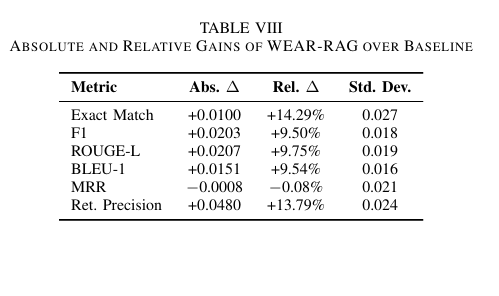 TABLE VIII
ABSOLUTE AND RELATIVE GAINS OF WEAR-RAG OVER BASELINE
Metric Abs. Δ Rel. Δ Std. Dev.
Exact Match +0.0100 +14.29% 0.027
F1 +0.0203 +9.50% 0.018
ROUGE-L +0.0207 +9.75% 0.019
BLEU-1 +0.0151 +9.54% 0.016
MRR −0.0008 −0.08% 0.021
Ret. Precision +0.0480 +13.79% 0.024